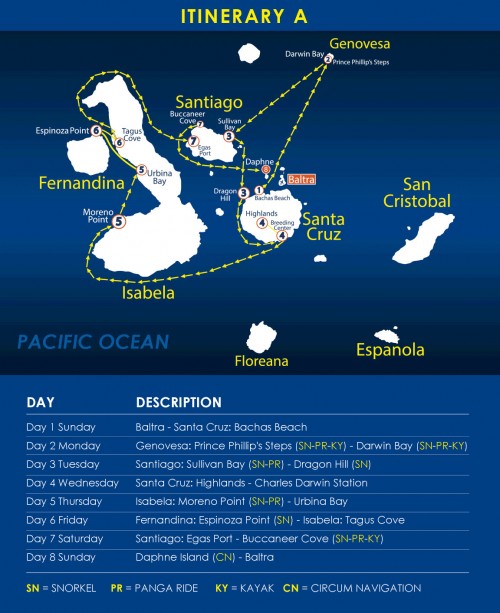 ITINERARY A
Genovesa
Darwin Bay
2
Prince Phillip's Steps
Santiago
Buccaneer
Cove
7
Sullivan
Bay
3
7
Egas
Port
Espinoza Point
6
Tagus
Cove
6
Daphne
8
Baltra
Fernandina
5
Urbina
Bay
Dragon
Hill
3
1
Bachas Beach
San
Cristobal
Moreno
Point
5
Highlands
4
Breeding
Center
4
Santa
Cruz
Isabela
PACIFIC OCEAN
Floreana
Espanola
DAY DESCRIPTION
Day 1 Sunday Baltra - Santa Cruz: Bachas Beach
Day 2 Monday Genovesa: Prince Phillip's Steps (SN-PR-KY) - Darwin Bay (SN-PR-KY)
Day 3 Tuesday Santiago: Sullivan Bay (SN-PR) - Dragon Hill (SN)
Day 4 Wednesday Santa Cruz: Highlands - Charles Darwin Station
Day 5 Thursday Isabela: Moreno Point (SN-PR) - Urbina Bay
Day 6 Friday Fernandina: Espinoza Point (SN) - Isabela: Tagus Cove
Day 7 Saturday Santiago: Egas Port - Buccaneer Cove (SN-PR-KY)
Day 8 Sunday Daphne Island (CN) - Baltra
SN = SNORKEL PR = PANGA RIDE KY = KAYAK CN = CIRCUM NAVIGATION